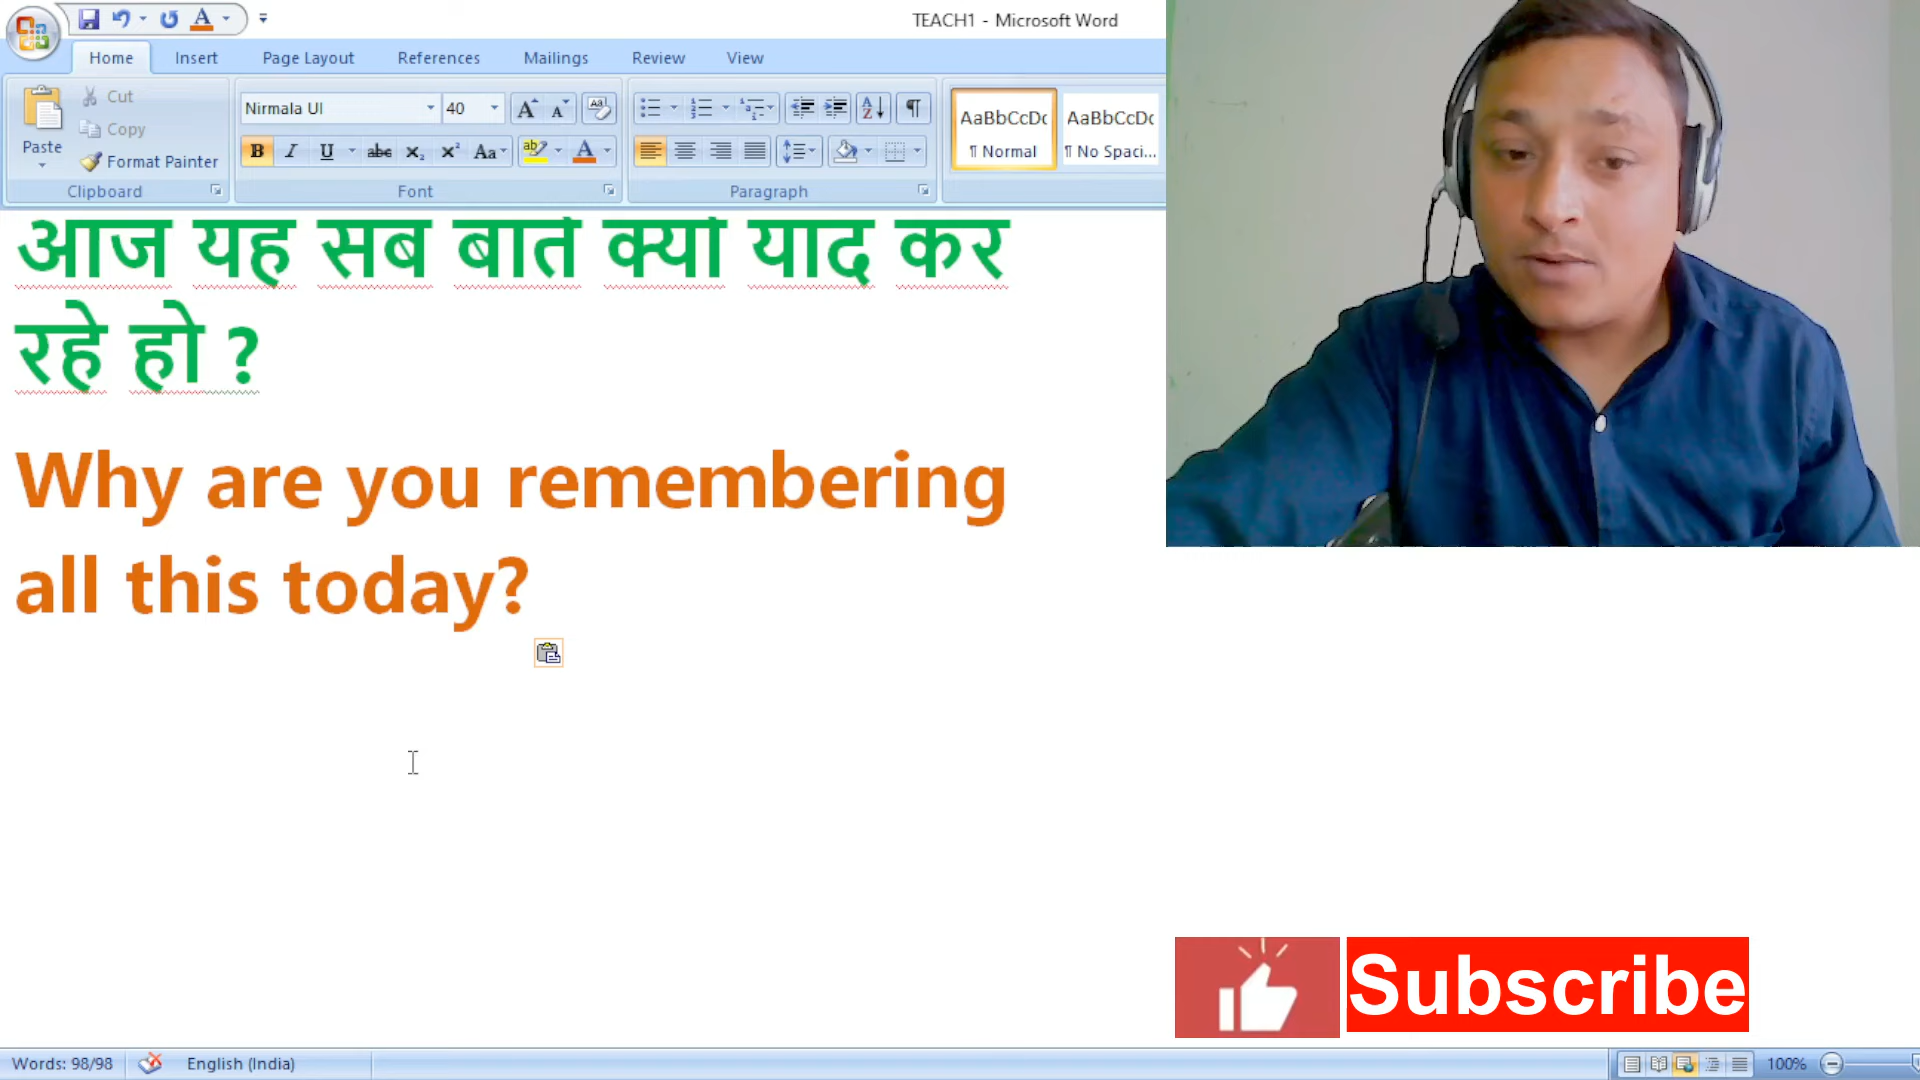 TEACH1 - Microsoft Word
Home Insert Page Layout References Mailings Review View
Paste
Cut
Copy
Format Painter
Clipboard
Nirmala UI 40
Font
Paragraph
AaBbCcDc AaBbCcDc
¶ Normal ¶ No Spaci...
आज यह सब बातें क्यों याद कर
रहे हो ?
Why are you remembering
all this today?
Subscribe
Words: 98/98 English (India) 100%